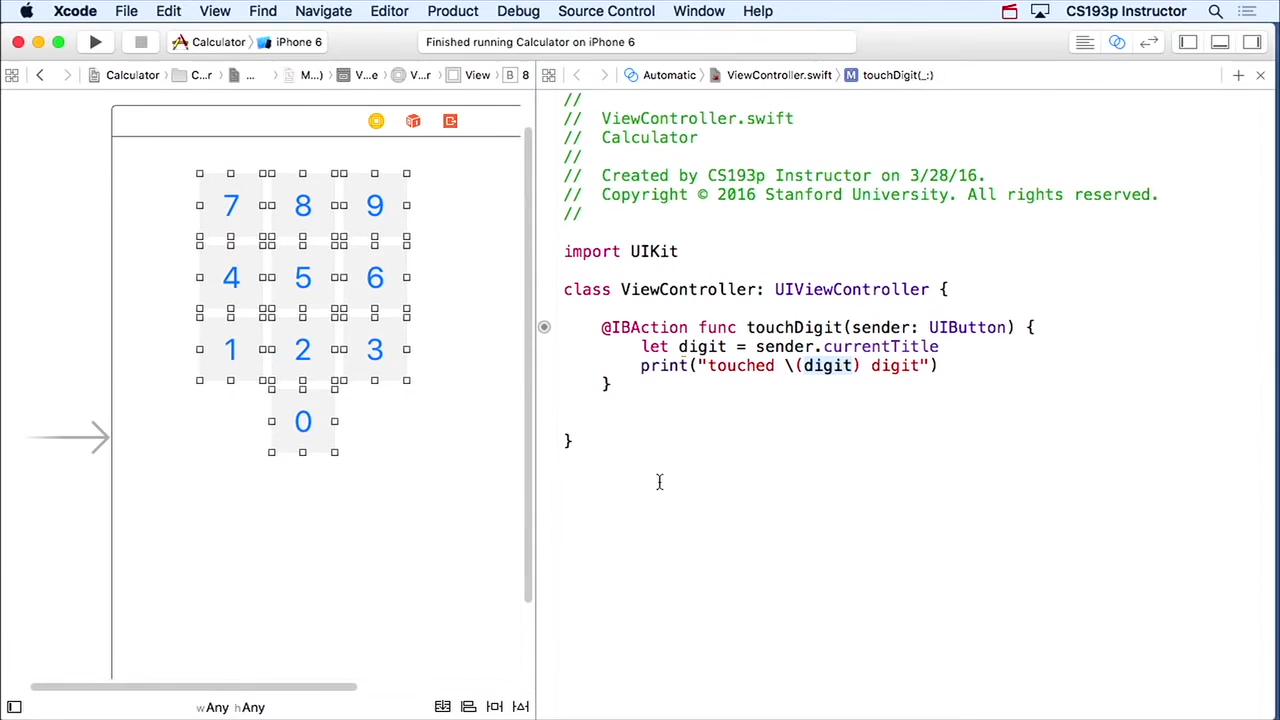 Xcode File Edit View Find Navigate Editor Product Debug Source Control Window Help CS193p Instructor
Calculator iPhone 6 Finished running Calculator on iPhone 6
Calculator C...r ... M...) V...e V...r View B 8 Automatic ViewController.swift touchDigit(_:)
7 8 9
4 5 6
1 2 3
0
wAny hAny
//
// ViewController.swift
// Calculator
//
// Created by CS193p Instructor on 3/28/16.
// Copyright © 2016 Stanford University. All rights reserved.
//
import UIKit
class ViewController: UIViewController {
@IBAction func touchDigit(sender: UIButton) {
let digit = sender.currentTitle
print("touched \(digit) digit")
}
}